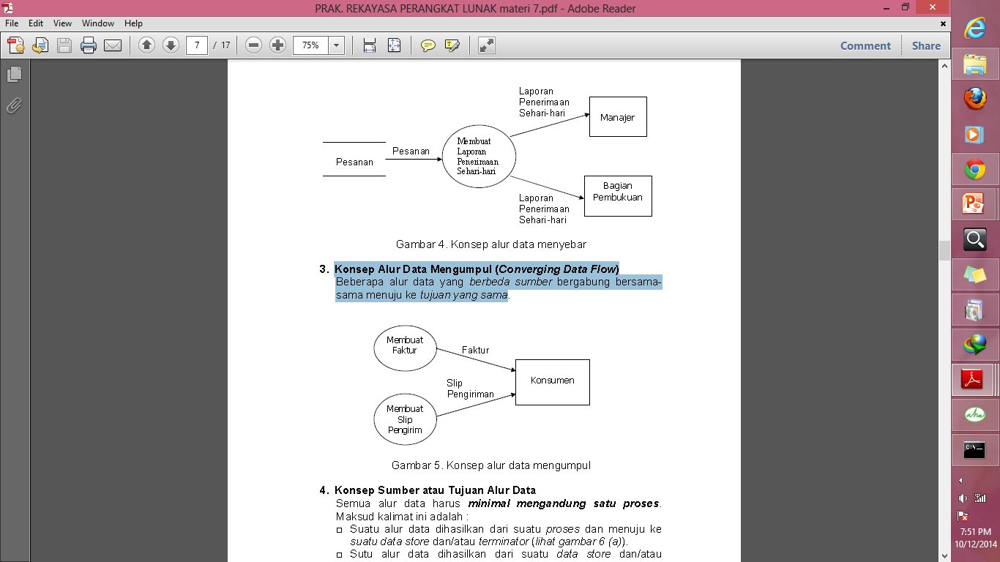 PRAK. REKAYASA PERANGKAT LUNAK materi 7.pdf - Adobe Reader
File Edit View Window Help
7 / 17
75%
Comment Share
Laporan
Penerimaan
Sehari-hari
Manajer
Pesanan
Pesanan
Membuat
Laporan
Penerimaan
Sehari-hari
Bagian
Pembukuan
Laporan
Penerimaan
Sehari-hari
Gambar 4. Konsep alur data menyebar
3. Konsep Alur Data Mengumpul (Converging Data Flow)
Beberapa alur data yang berbeda sumber bergabung bersama-
sama menuju ke tujuan yang sama.
Membuat
Faktur
Faktur
Konsumen
Slip
Pengiriman
Membuat
Slip
Pengirim
Gambar 5. Konsep alur data mengumpul
4. Konsep Sumber atau Tujuan Alur Data
Semua alur data harus minimal mengandung satu proses.
Maksud kalimat ini adalah :
Suatu alur data dihasilkan dari suatu proses dan menuju ke
suatu data store dan/atau terminator (lihat gambar 6 (a)).
Sutu alur data dihasilkan dari suatu data store dan/atau
7:51 PM
10/12/2014